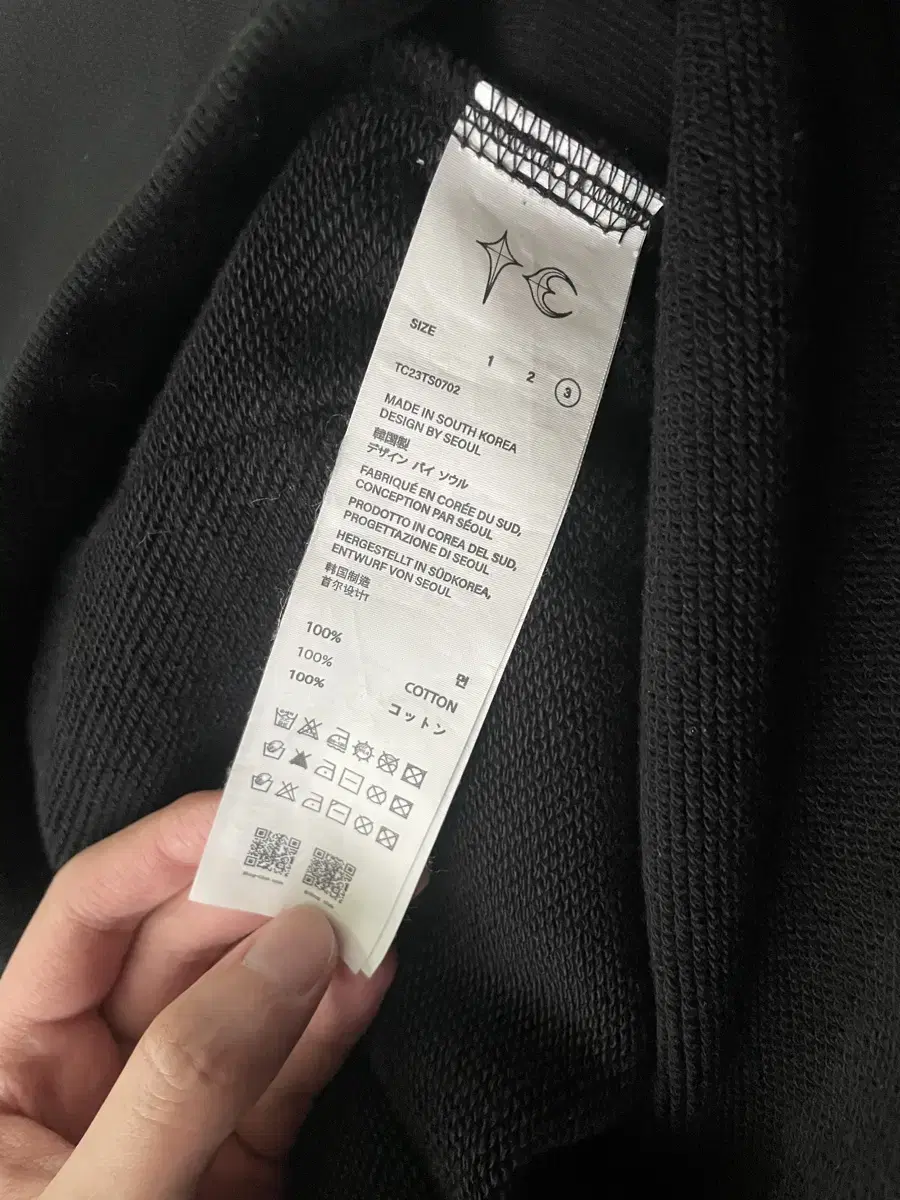 SIZE
1 2 3
TC23TS0702
MADE IN SOUTH KOREA
DESIGN BY SEOUL
韓国製
デザイン バイ ソウル
FABRIQUÉ EN CORÉE DU SUD,
CONCEPTION PAR SÉOUL
PRODOTTO IN COREA DEL SUD,
PROGETTAZIONE DI SEOUL
HERGESTELLT IN SÜDKOREA,
ENTWURF VON SEOUL
韩国制造
首尔设计т
100% 면
100% COTTON
100% コットン